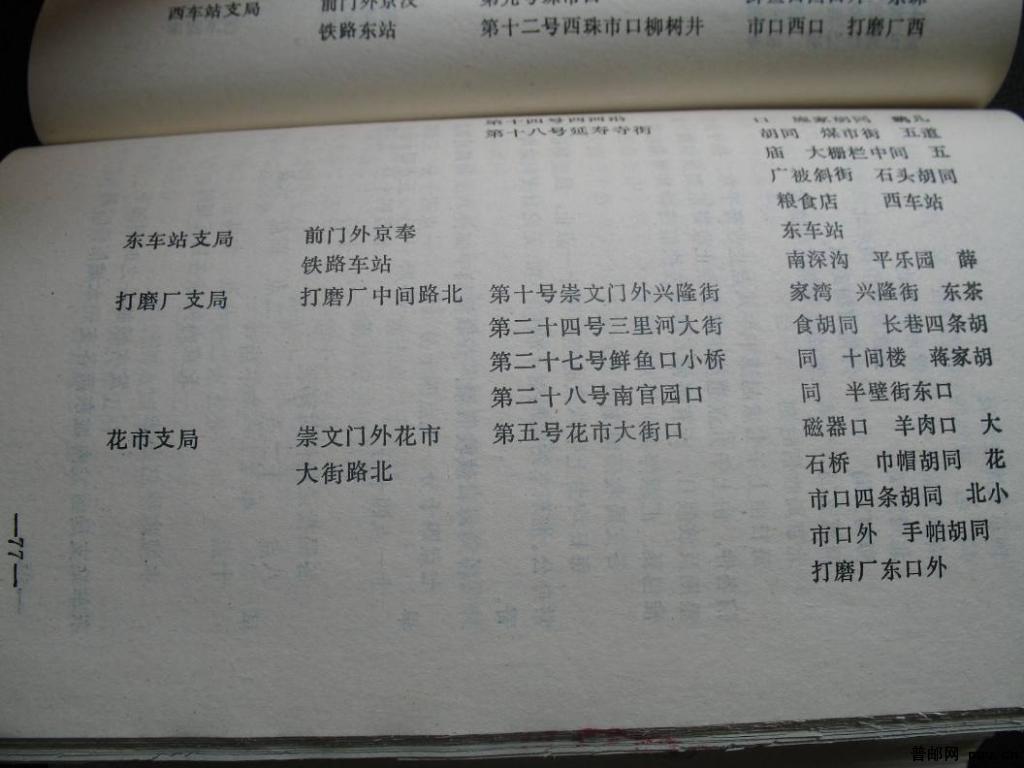 西车站支局 前门外京汉
铁路东站 第十二号西珠市口柳树井 市口西口 打磨厂西
第十八号延寿寺街 胡同 煤市街 五道
庙 大栅栏中间 五
广被斜街 石头胡同
粮食店 西车站
东车站支局 前门外京奉 东车站
铁路车站 南深沟 平乐园 薛
打磨厂支局 打磨厂中间路北 第十号崇文门外兴隆街 家湾 兴隆街 东茶
第二十四号三里河大街 食胡同 长巷四条胡
第二十七号鲜鱼口小桥 同 十间楼 蒋家胡
第二十八号南官园口 同 半壁街东口
花市支局 崇文门外花市 第五号花市大街口 磁器口 羊肉口 大
大街路北 石桥 巾帽胡同 花
市口四条胡同 北小
市口外 手帕胡同
打磨厂东口外
—77—
普邮网